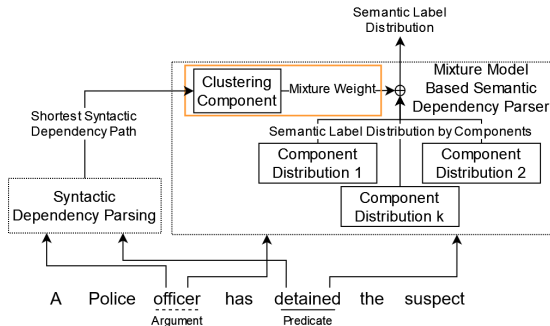 Semantic Label
Distribution
Clustering
Component
Mixture Weight
Mixture Model
Based Semantic
Dependency Parser
Shortest Syntactic
Dependency Path
Semantic Label Distribution by Components
Component
Distribution 1
Component
Distribution 2
Component
Distribution k
Syntactic
Dependency Parsing
A Police officer has detained the suspect
Argument
Predicate